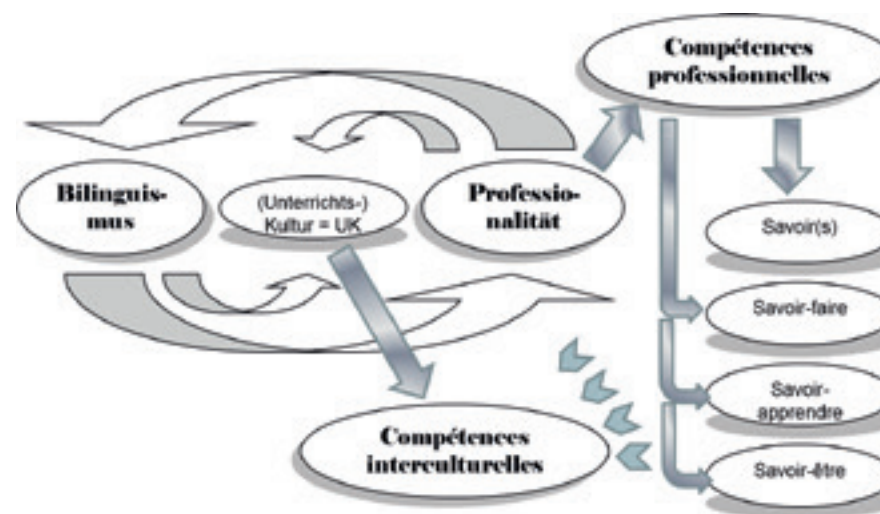 Compétences
professionnelles
Bilinguis-
mus
(Unterrichts-)
Kultur = UK
Professio-
nalität
Savoir(s)
Savoir-faire
Savoir-
apprendre
Savoir-être
Compétences
interculturelles